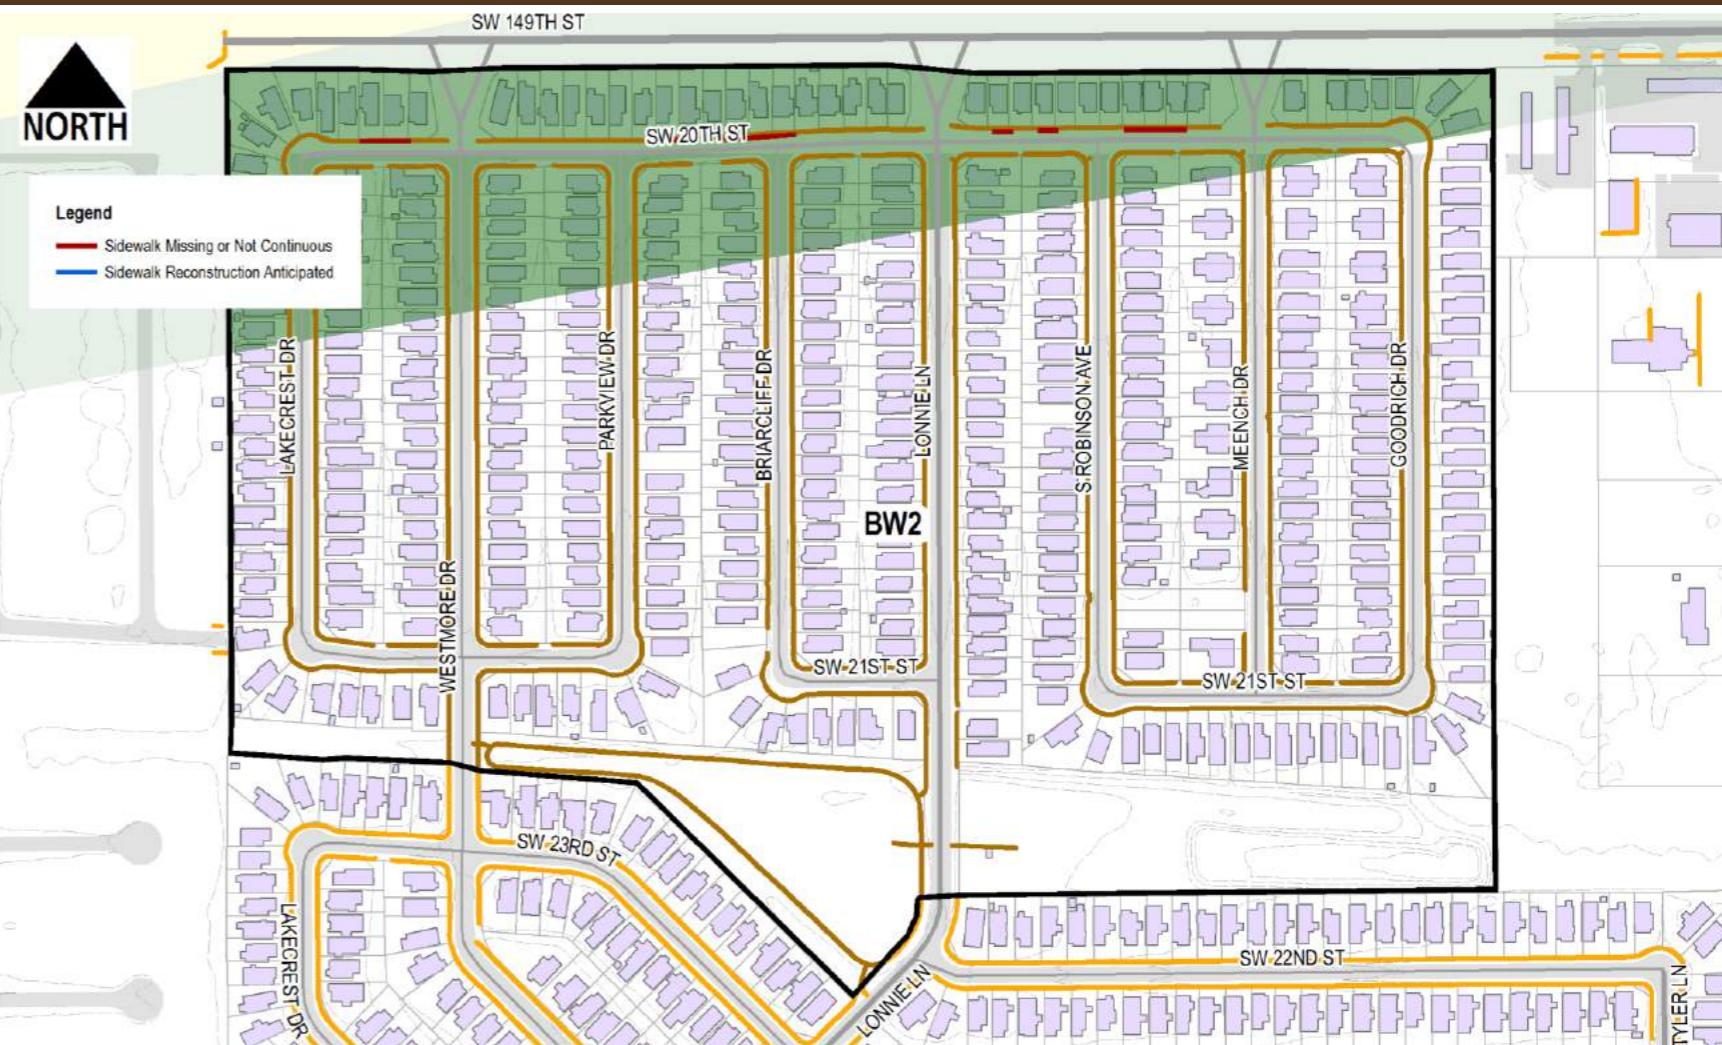 SW 149TH ST
NORTH
SW 20TH ST
Legend
Sidewalk Missing or Not Continuous
Sidewalk Reconstruction Anticipated
LAKECREST DR
WESTMORE DR
PARKVIEW DR
BRIARCLIFF DR
LONNIE LN
S ROBINSON AVE
MEENCH DR
GOODRICH DR
BW2
SW 21ST ST
SW 21ST ST
SW 23RD ST
LAKECREST DR
LONNIE LN
SW 22ND ST
TYLER LN